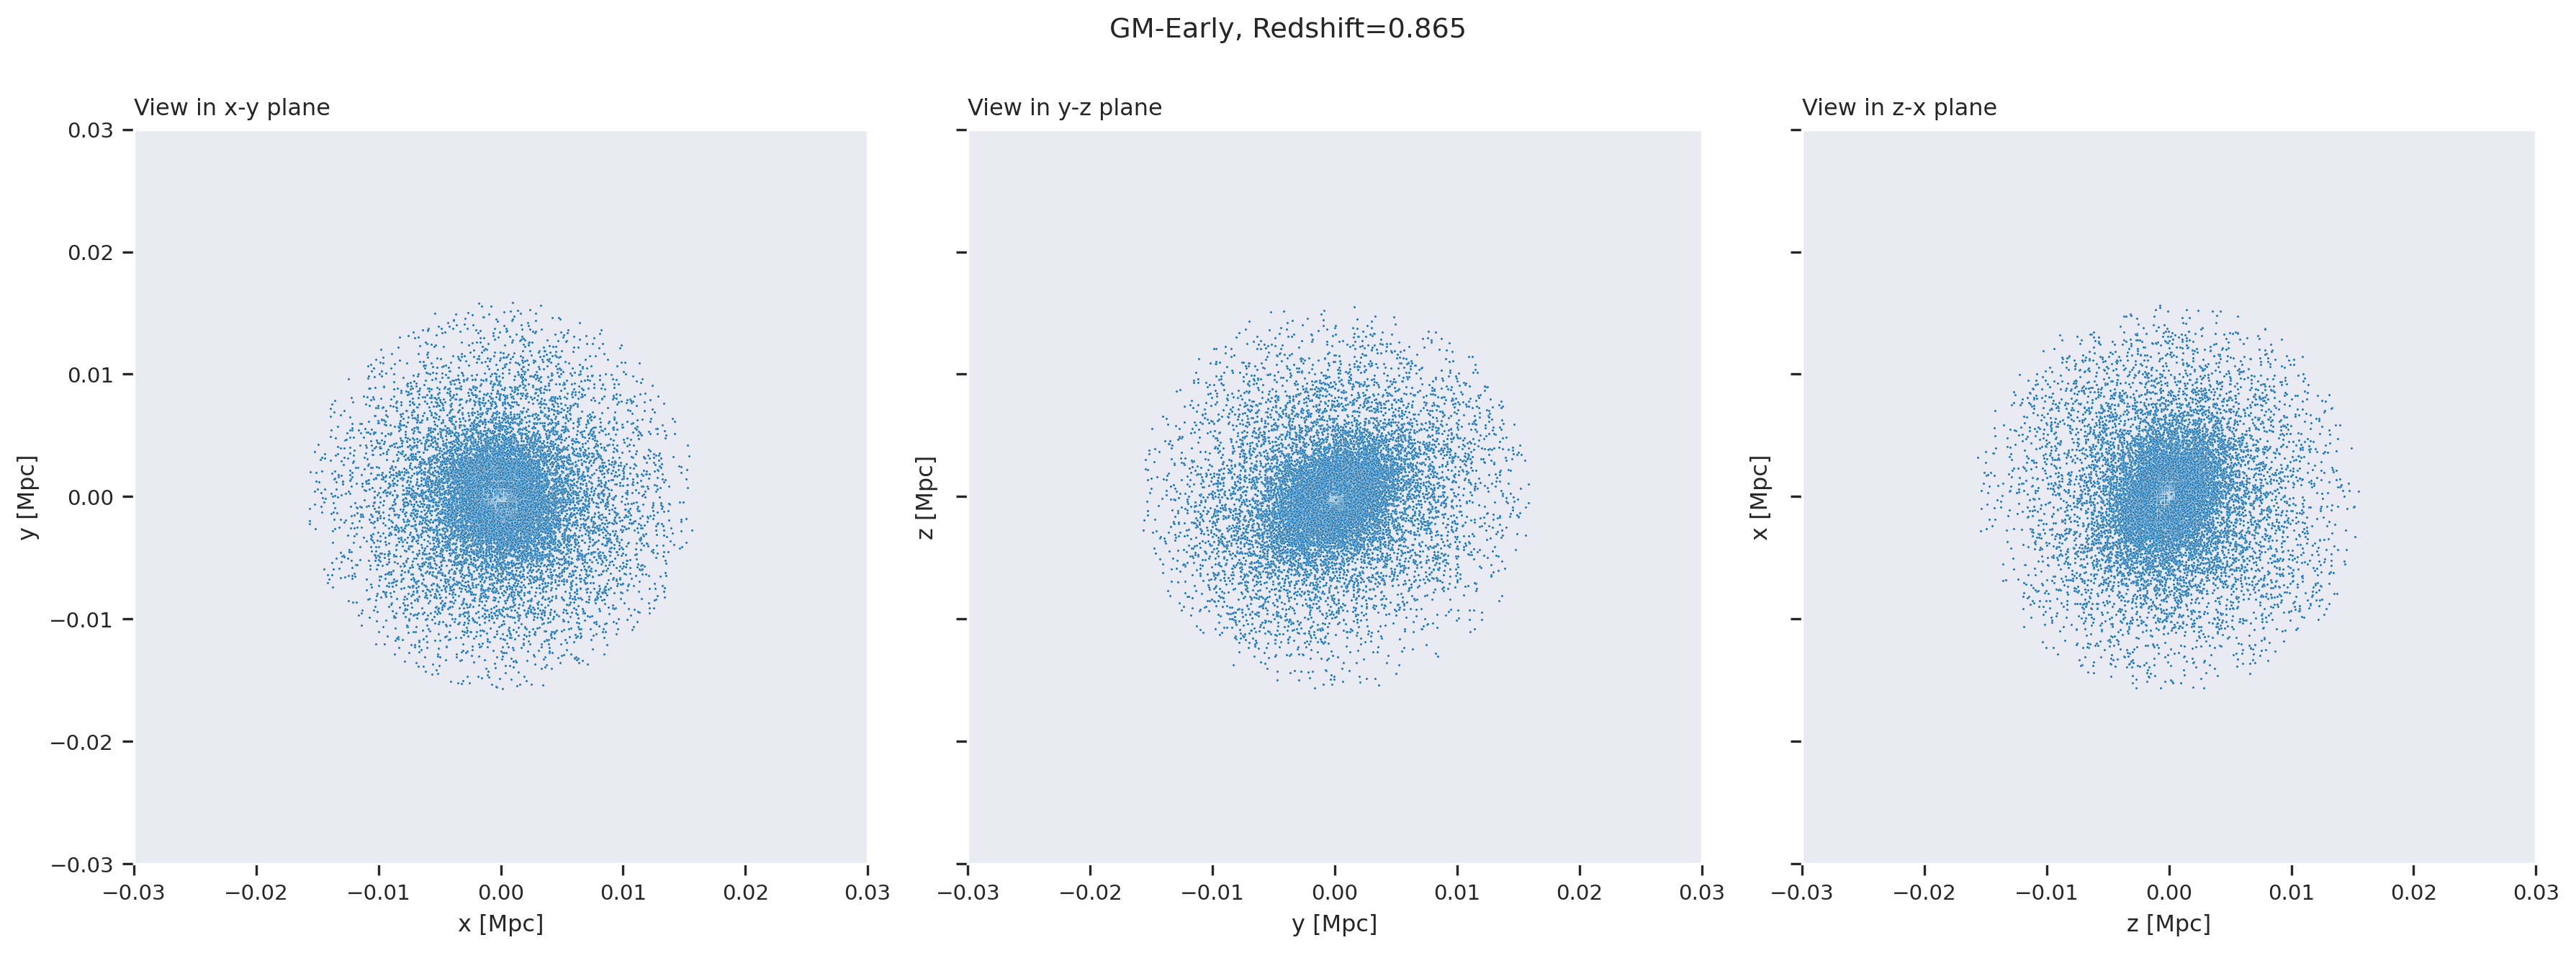 GM-Early, Redshift=0.865
View in x-y plane
View in y-z plane
View in z-x plane
0.03
0.02
0.01
0.00
−0.01
−0.02
−0.03
y [Mpc]
−0.03 −0.02 −0.01 0.00 0.01 0.02 0.03
x [Mpc]
z [Mpc]
−0.03 −0.02 −0.01 0.00 0.01 0.02 0.03
y [Mpc]
x [Mpc]
−0.03 −0.02 −0.01 0.00 0.01 0.02 0.03
z [Mpc]